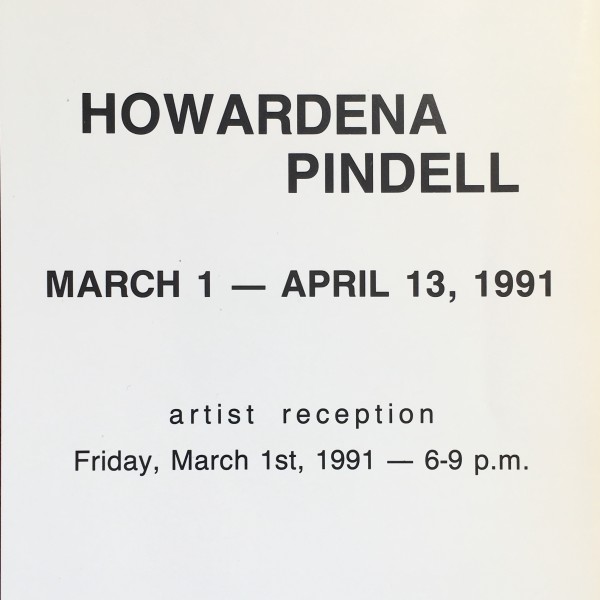 HOWARDENA
PINDELL
MARCH 1 — APRIL 13, 1991
artist reception
Friday, March 1st, 1991 — 6-9 p.m.